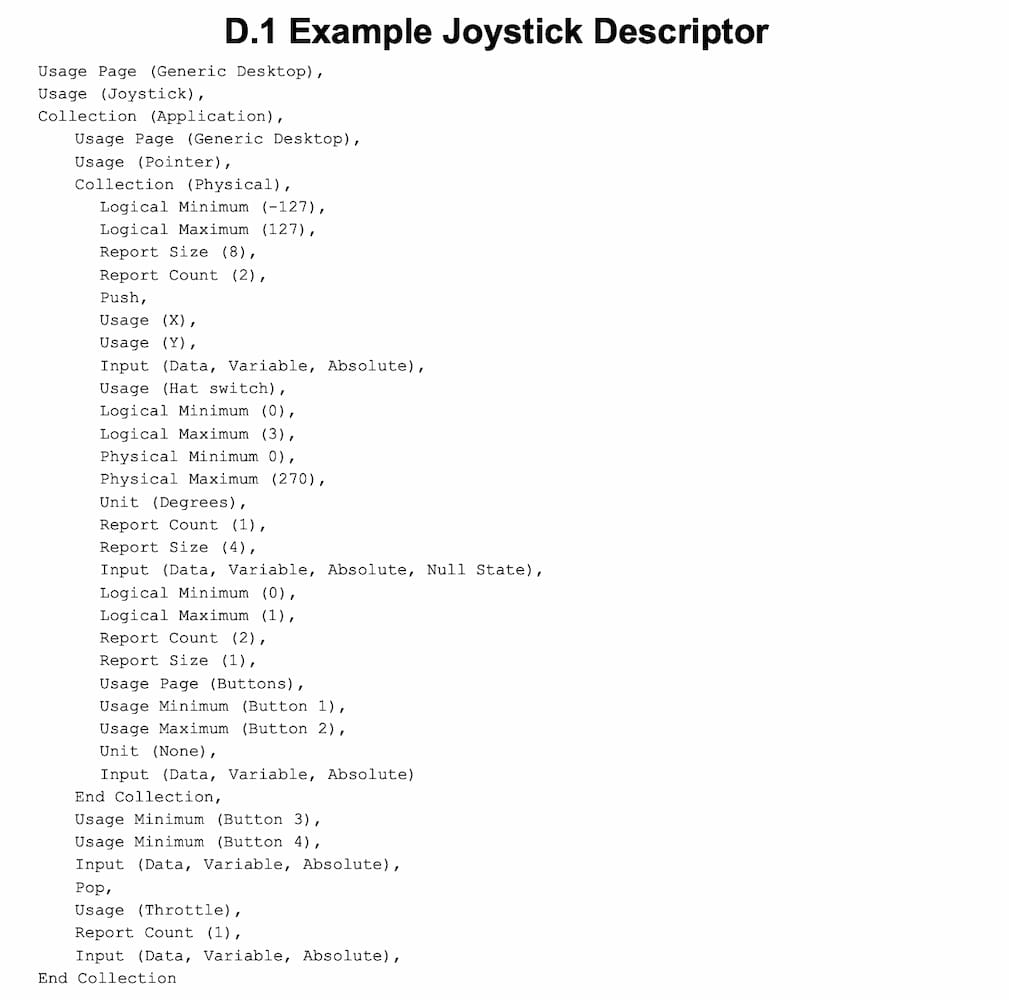 D.1 Example Joystick Descriptor
Usage Page (Generic Desktop),
Usage (Joystick),
Collection (Application),
Usage Page (Generic Desktop),
Usage (Pointer),
Collection (Physical),
Logical Minimum (-127),
Logical Maximum (127),
Report Size (8),
Report Count (2),
Push,
Usage (X),
Usage (Y),
Input (Data, Variable, Absolute),
Usage (Hat switch),
Logical Minimum (0),
Logical Maximum (3),
Physical Minimum 0),
Physical Maximum (270),
Unit (Degrees),
Report Count (1),
Report Size (4),
Input (Data, Variable, Absolute, Null State),
Logical Minimum (0),
Logical Maximum (1),
Report Count (2),
Report Size (1),
Usage Page (Buttons),
Usage Minimum (Button 1),
Usage Maximum (Button 2),
Unit (None),
Input (Data, Variable, Absolute)
End Collection,
Usage Minimum (Button 3),
Usage Minimum (Button 4),
Input (Data, Variable, Absolute),
Pop,
Usage (Throttle),
Report Count (1),
Input (Data, Variable, Absolute),
End Collection